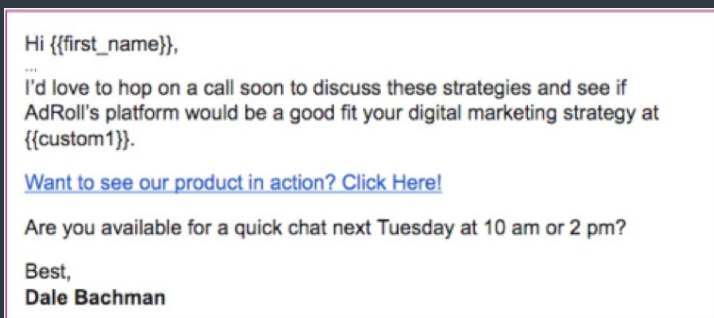 Hi {{first_name}},
...
I'd love to hop on a call soon to discuss these strategies and see if
AdRoll's platform would be a good fit your digital marketing strategy at
{{custom1}}.
Want to see our product in action? Click Here!
Are you available for a quick chat next Tuesday at 10 am or 2 pm?
Best,
Dale Bachman